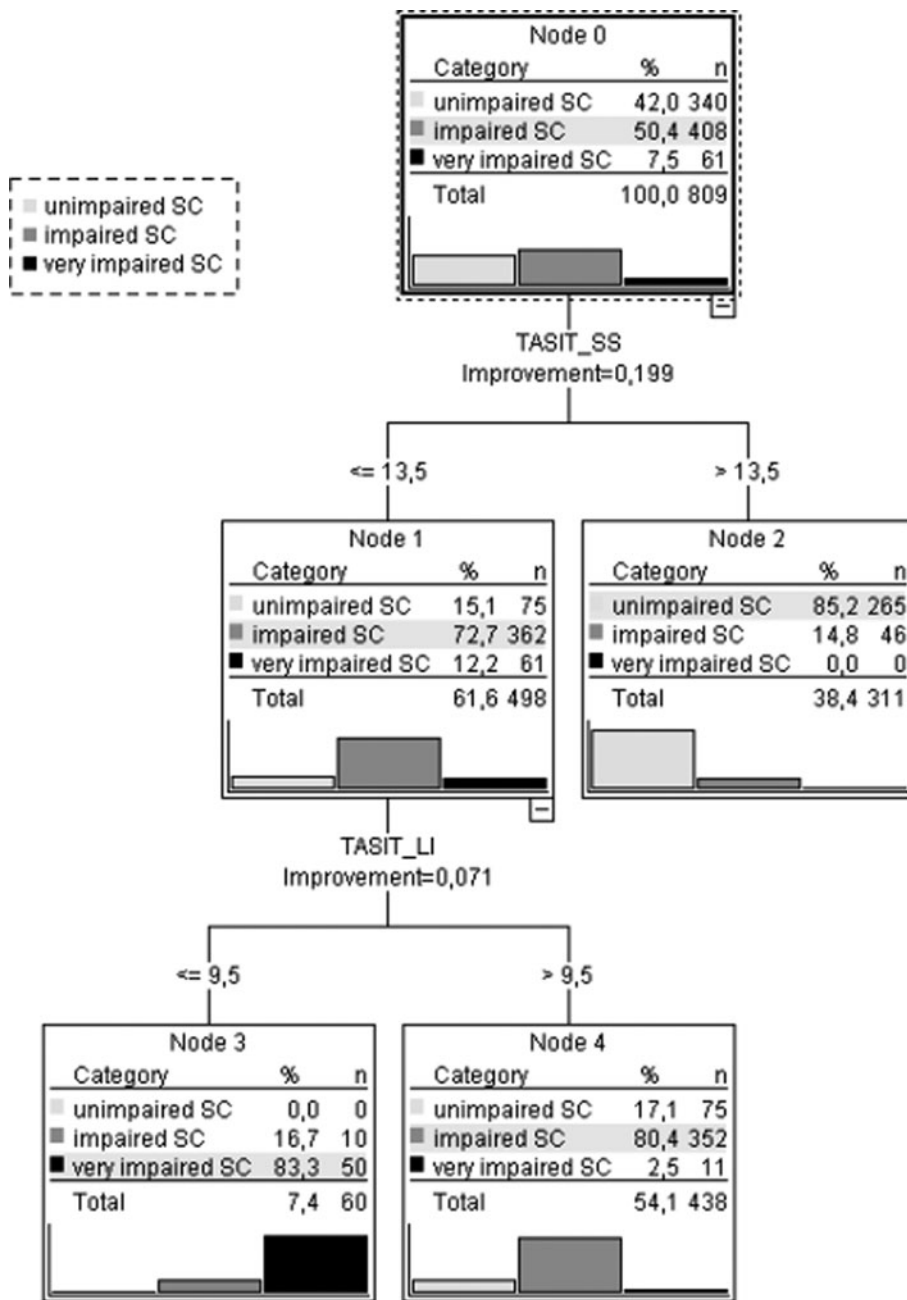 Node 0
Category % n
unimpaired SC 42,0 340
impaired SC 50,4 408
very impaired SC 7,5 61
Total 100,0 809
unimpaired SC
impaired SC
very impaired SC
TASIT_SS
Improvement=0,199
<= 13,5
> 13,5
Node 1
Category % n
unimpaired SC 15,1 75
impaired SC 72,7 362
very impaired SC 12,2 61
Total 61,6 498
Node 2
Category % n
unimpaired SC 85,2 265
impaired SC 14,8 46
very impaired SC 0,0 0
Total 38,4 311
TASIT_LI
Improvement=0,071
<= 9,5
> 9,5
Node 3
Category % n
unimpaired SC 0,0 0
impaired SC 16,7 10
very impaired SC 83,3 50
Total 7,4 60
Node 4
Category % n
unimpaired SC 17,1 75
impaired SC 80,4 352
very impaired SC 2,5 11
Total 54,1 438